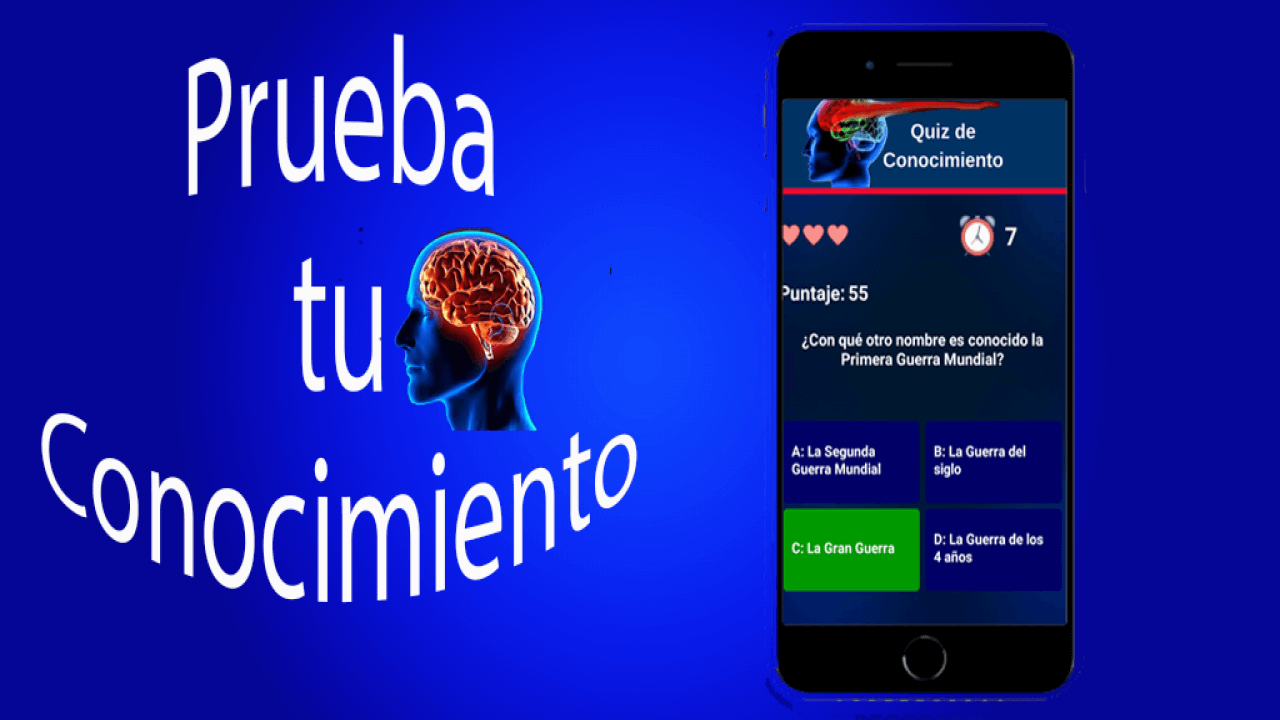 Prueba
tu
Conocimiento
Quiz de
Conocimiento
7
Puntaje: 55
¿Con qué otro nombre es conocido la
Primera Guerra Mundial?
A: La Segunda
Guerra Mundial
B: La Guerra del
siglo
C: La Gran Guerra
D: La Guerra de los
4 años